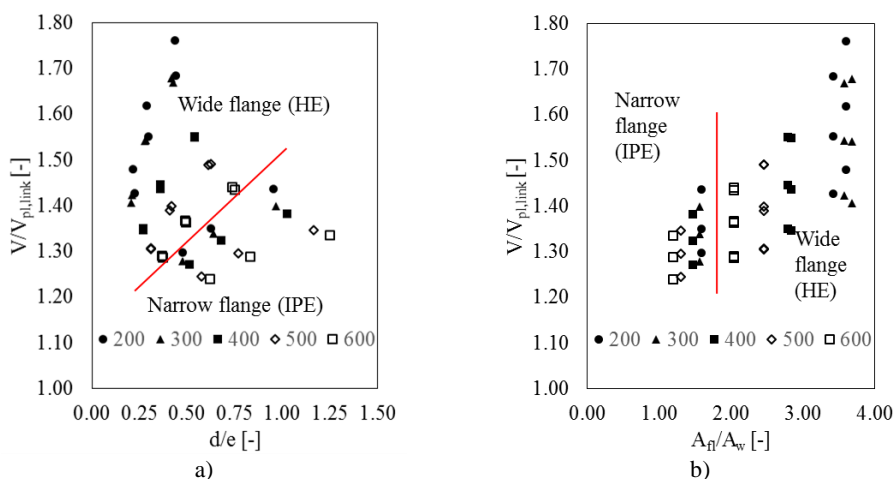 1.80
1.70
1.60
1.50
1.40
1.30
1.20
1.10
1.00
V/Vpl,link [-]
Wide flange (HE)
Narrow flange (IPE)
200 300 400 500 600
0.00 0.25 0.50 0.75 1.00 1.25 1.50
d/e [-]
a)
1.80
1.70
1.60
1.50
1.40
1.30
1.20
1.10
1.00
V/Vpl,link [-]
Narrow
flange
(IPE)
Wide
flange
(HE)
200 300 400 500 600
0.00 1.00 2.00 3.00 4.00
Afl/Aw [-]
b)